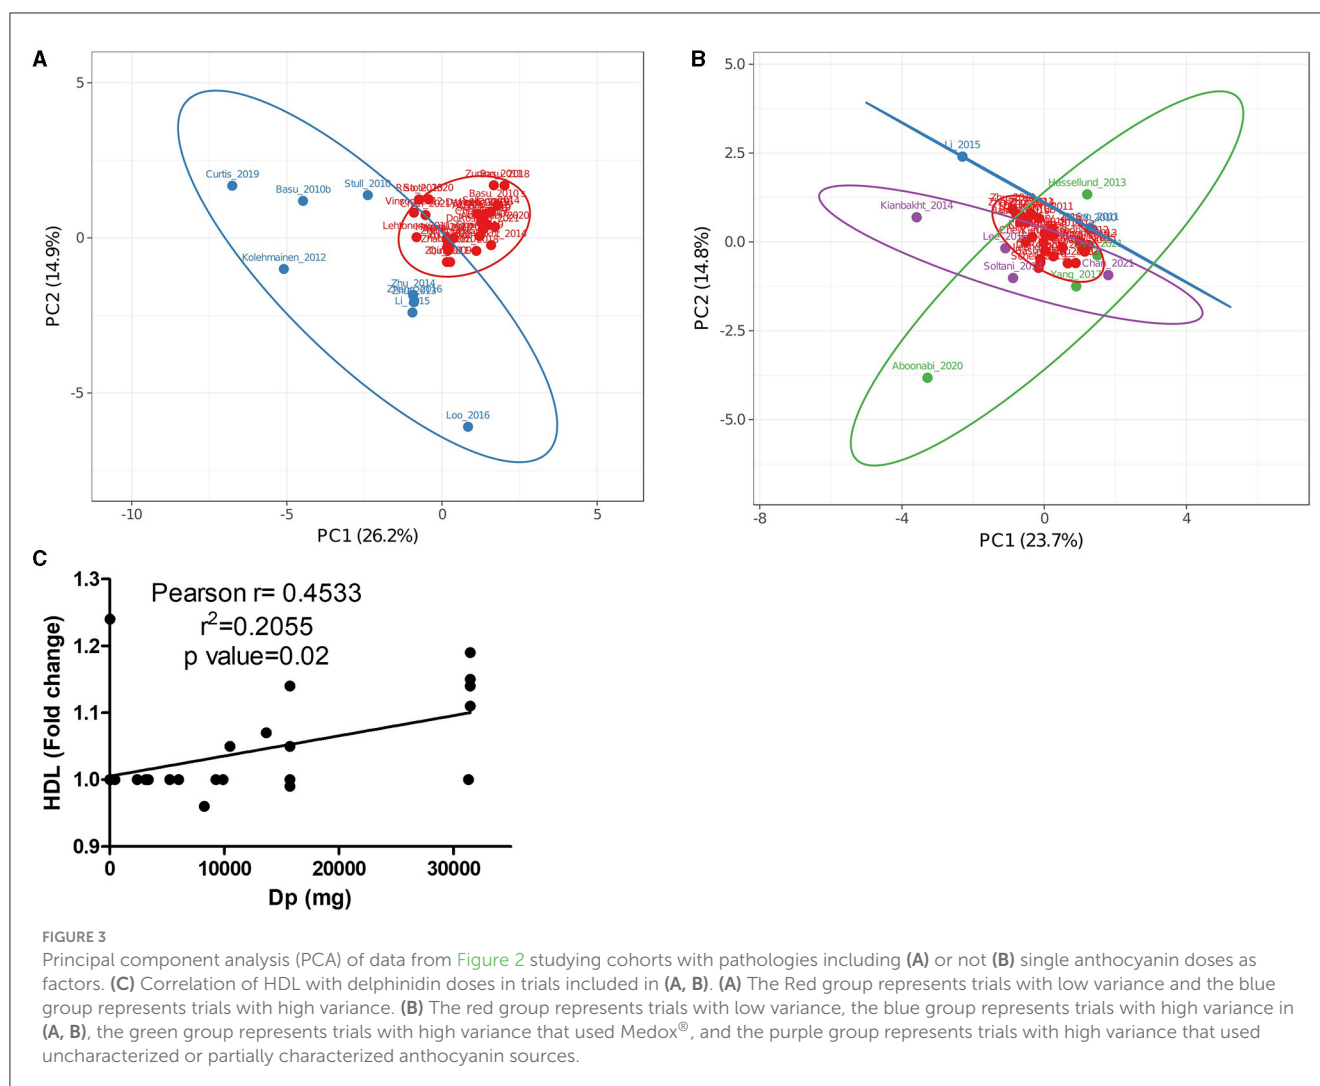 A
5
0
-5
PC2 (14.9%)
Curtis_2019
Basu_2010b
Stull_2010
Kolehmainen_2012
Zhu_2014
Li_2015
Loo_2016
-10
-5
0
5
PC1 (26.2%)
B
5.0
2.5
0.0
-2.5
-5.0
PC2 (14.8%)
Li_2015
Hassellund_2013
Kianbakht_2014
Chan_2021
Yang_2017
Aboonabi_2020
-8
-4
0
4
PC1 (23.7%)
C
1.3
1.2
1.1
1.0
0.9
HDL (Fold change)
Pearson r= 0.4533
r2=0.2055
p value=0.02
0
10000
20000
30000
Dp (mg)
FIGURE 3
Principal component analysis (PCA) of data from Figure 2 studying cohorts with pathologies including (A) or not (B) single anthocyanin doses as
factors. (C) Correlation of HDL with delphinidin doses in trials included in (A, B). (A) The Red group represents trials with low variance and the blue
group represents trials with high variance. (B) The red group represents trials with low variance, the blue group represents trials with high variance in
(A, B), the green group represents trials with high variance that used Medox®, and the purple group represents trials with high variance that used
uncharacterized or partially characterized anthocyanin sources.